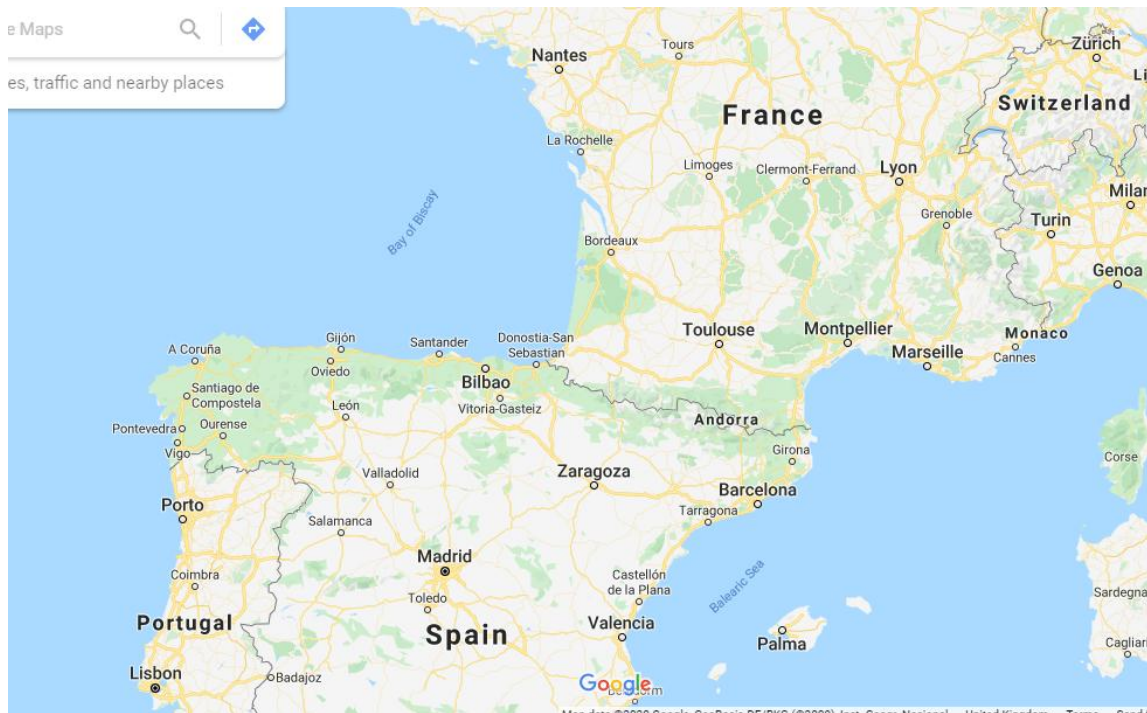 e Maps
es, traffic and nearby places
Nantes
Tours
Zürich
Li
Switzerland
France
La Rochelle
Limoges
Clermont-Ferrand
Lyon
Milan
Bay of Biscay
Grenoble
Turin
Bordeaux
Genoa
Toulouse
Montpellier
Monaco
Marseille
Cannes
A Coruña
Gijón
Oviedo
Santander
Donostia-San
Sebastian
Bilbao
Vitoria-Gasteiz
Santiago de
Compostela
León
Andorra
Pontevedra
Ourense
Vigo
Girona
Corse
Valladolid
Zaragoza
Barcelona
Porto
Tarragona
Salamanca
Madrid
Coimbra
Toledo
Castellón
de la Plana
Balearic Sea
Sardegna
Portugal
Spain
Valencia
Palma
Cagliari
Lisbon
Badajoz
Google